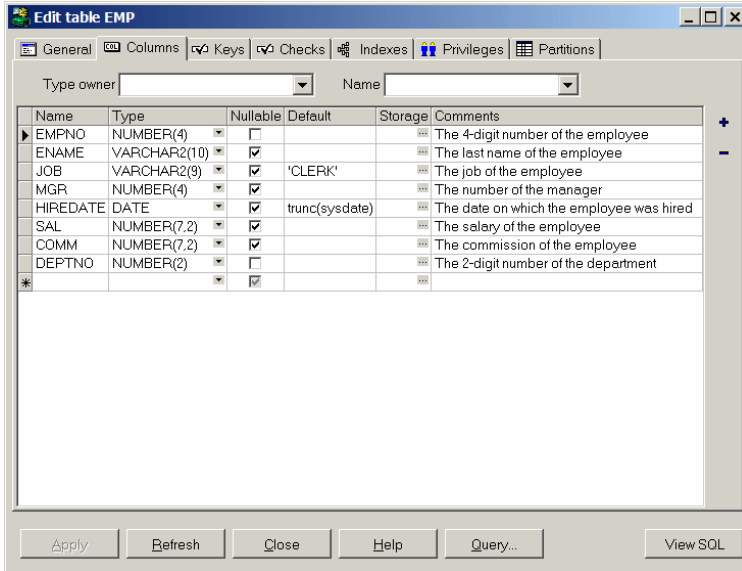 Edit table EMP
General Columns Keys Checks Indexes Privileges Partitions
Type owner Name
Name Type Nullable Default Storage Comments
EMPNO NUMBER(4) ... The 4-digit number of the employee
ENAME VARCHAR2(10) ... The last name of the employee
JOB VARCHAR2(9) 'CLERK' ... The job of the employee
MGR NUMBER(4) ... The number of the manager
HIREDATE DATE trunc(sysdate) ... The date on which the employee was hired
SAL NUMBER(7,2) ... The salary of the employee
COMM NUMBER(7,2) ... The commission of the employee
DEPTNO NUMBER(2) ... The 2-digit number of the department
* ...
Apply Refresh Close Help Query... View SQL